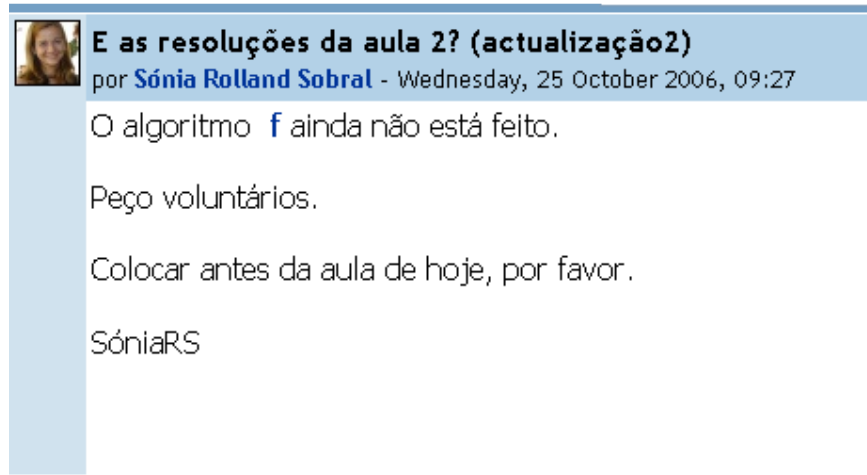 E as resoluções da aula 2? (actualização2)
por Sónia Rolland Sobral - Wednesday, 25 October 2006, 09:27
O algoritmo f ainda não está feito.
Peço voluntários.
Colocar antes da aula de hoje, por favor.
SóniaRS